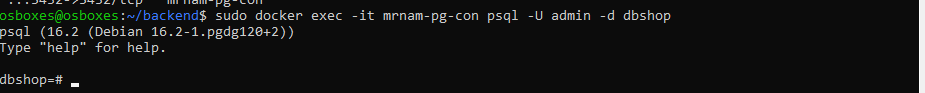 osboxes@osboxes:~/backend$ sudo docker exec -it mrnam-pg-con psql -U admin -d dbshop
psql (16.2 (Debian 16.2-1.pgdg120+2))
Type "help" for help.
dbshop=#